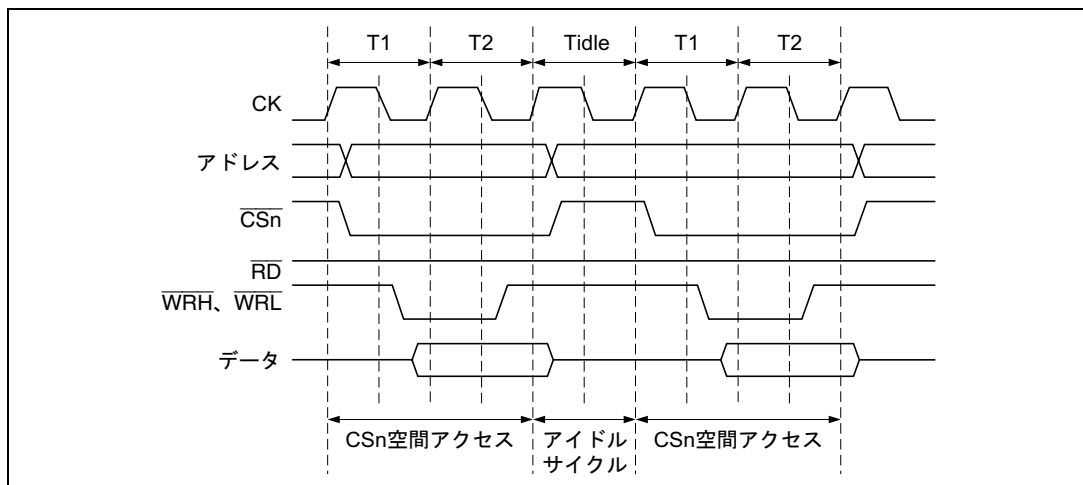 T1 T2 Tidle T1 T2
CK
アドレス
CSn
RD
WRH、WRL
データ
CSn空間アクセス アイドル CSn空間アクセス
サイクル